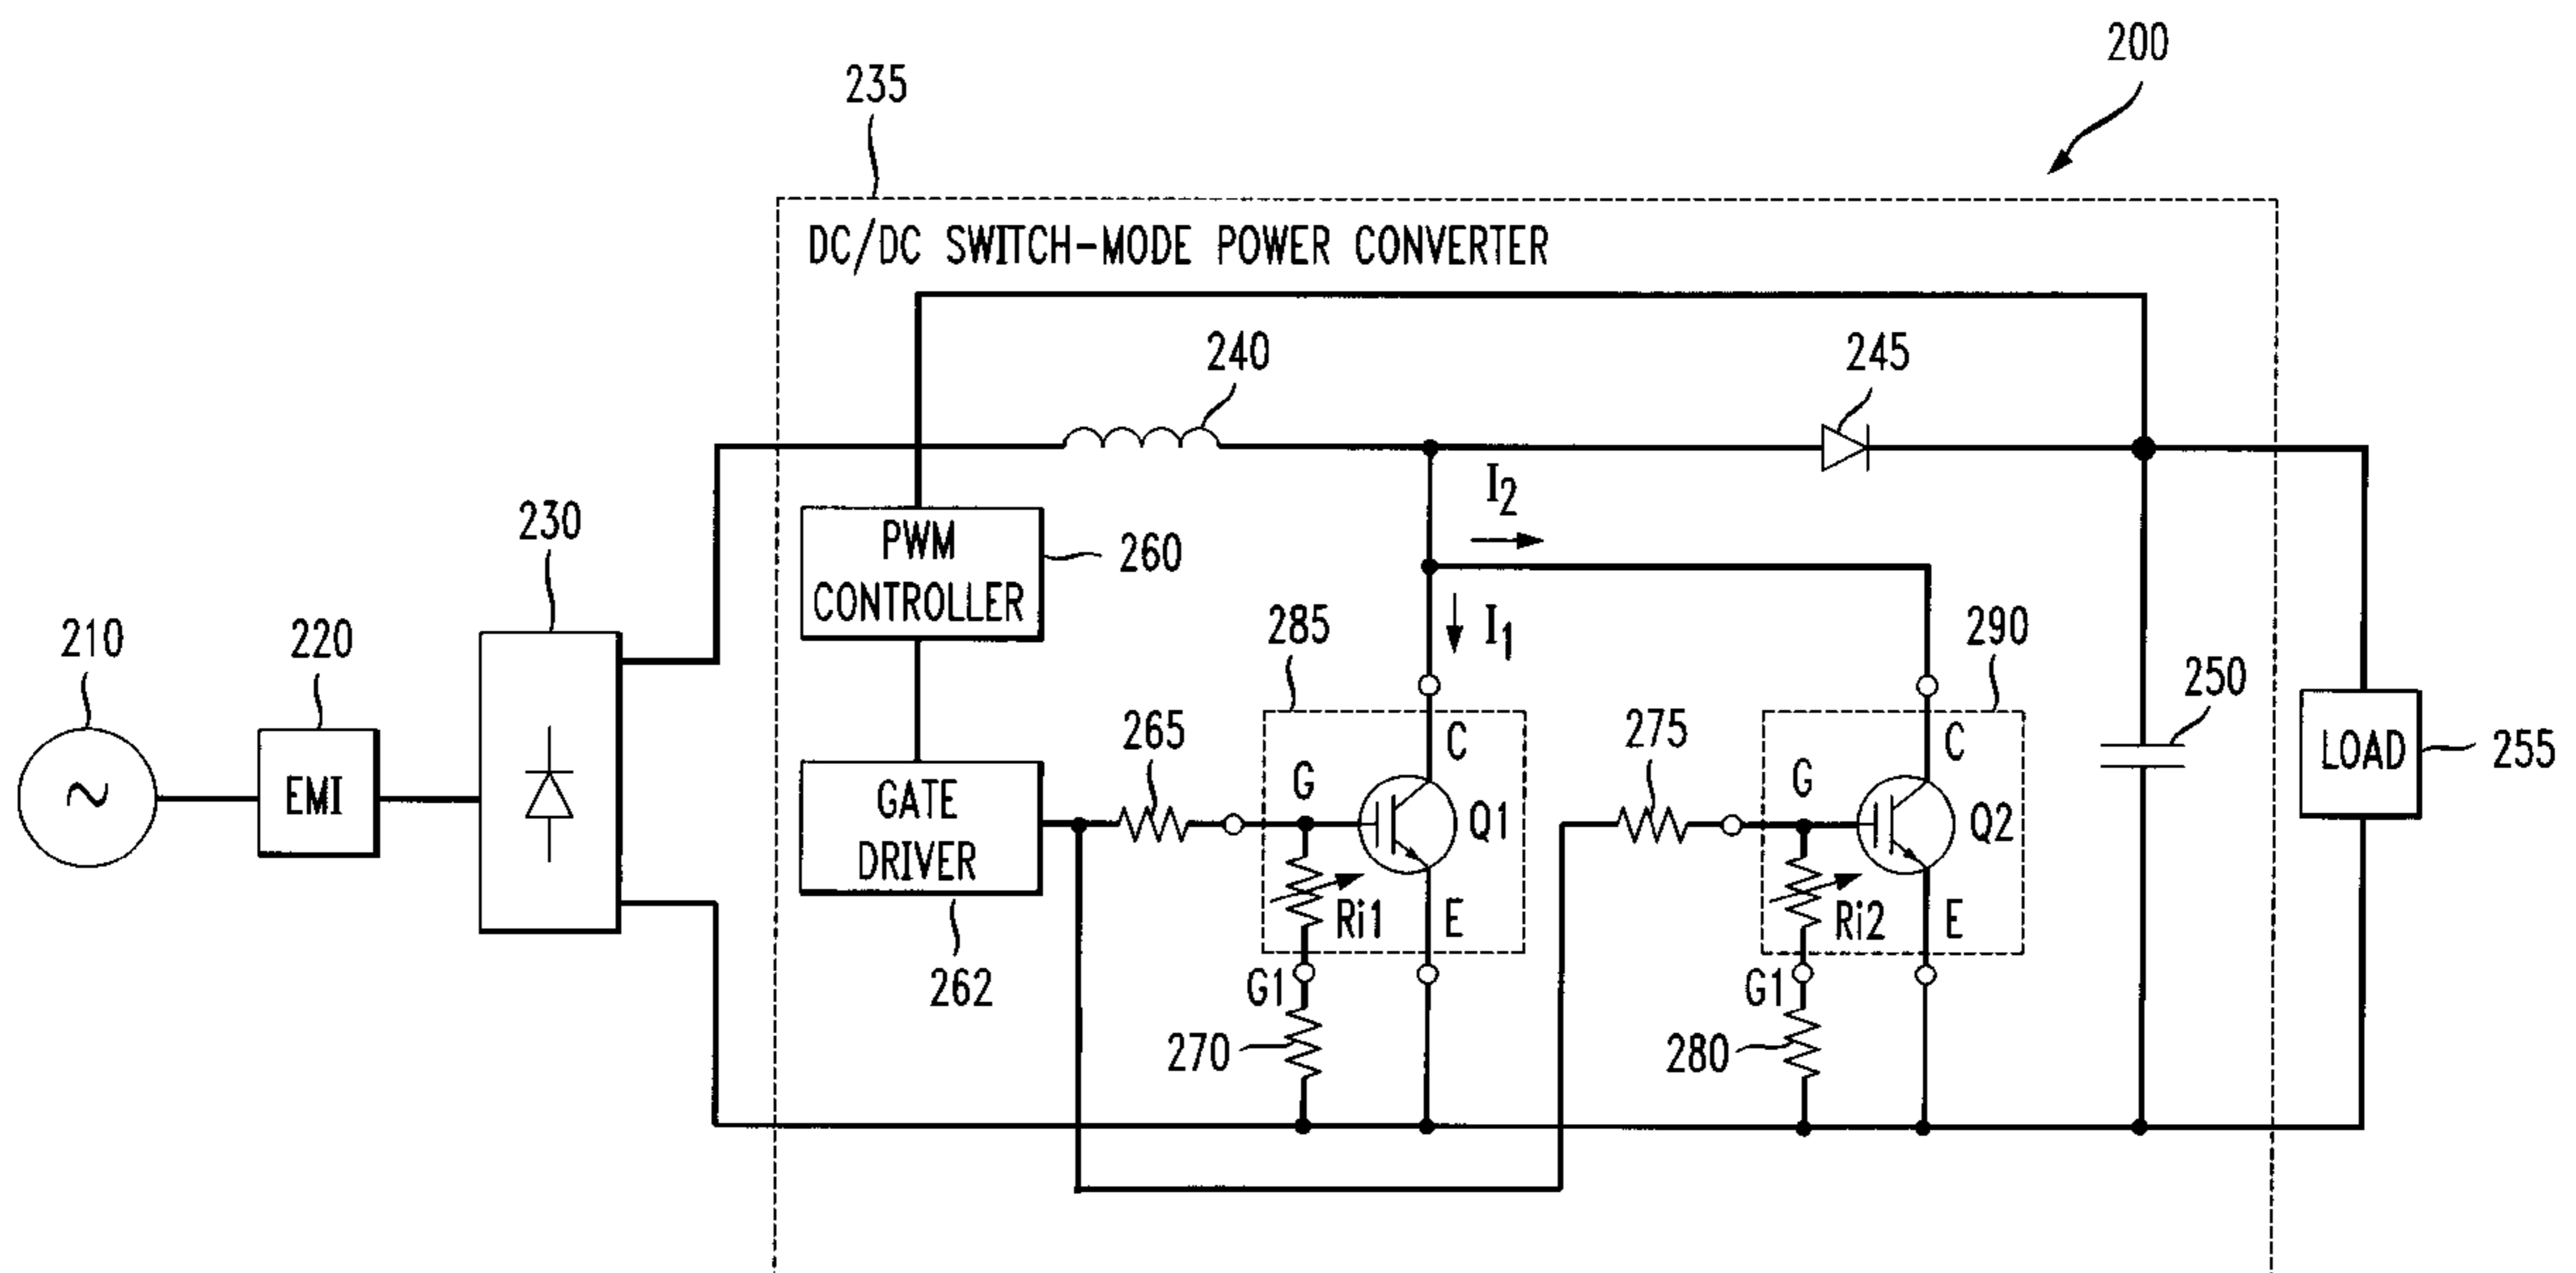 200
235
DC/DC SWITCH-MODE POWER CONVERTER
240
245
I2
230
PWM
CONTROLLER
260
210
220
285
I1
290
250
EMI
265
C
275
C
LOAD
255
GATE
DRIVER
G
Q1
G
Q2
Ri1
E
Ri2
E
262
G1
G1
270
280